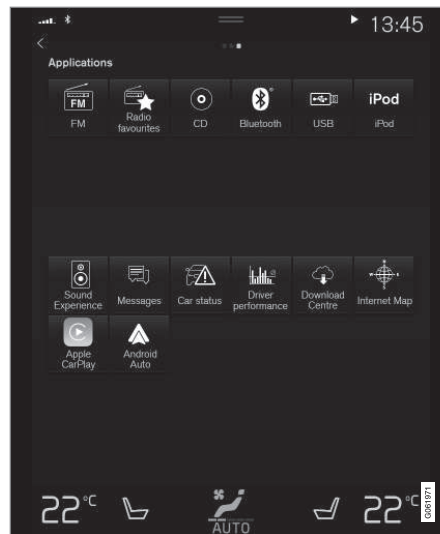 13:45
Applications
FM
FM
Radio
favourites
CD
Bluetooth
USB
iPod
iPod
Sound
Experience
Messages
Car status
Driver
performance
Download
Centre
Internet Map
Apple
CarPlay
Android
Auto
22°C
AUTO
22°C
G061971